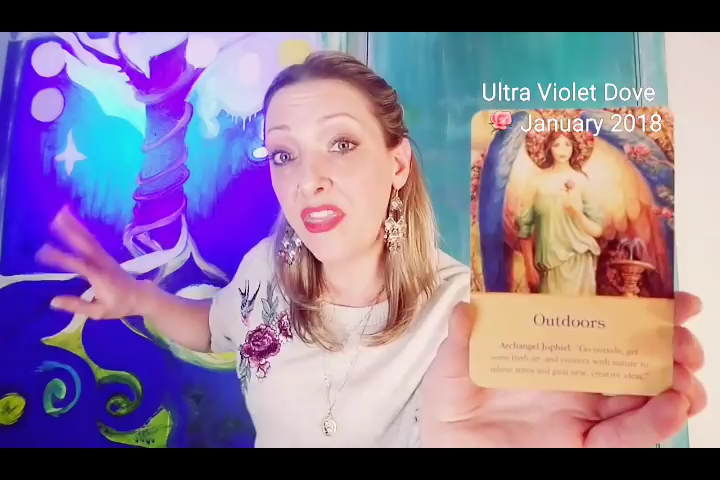 Ultra Violet Dove
🌹 January 2018
Outdoors
Archangel Jophiel: "Go outside, get
some fresh air and connect with nature to
relieve stress and gain new, creative ideas."